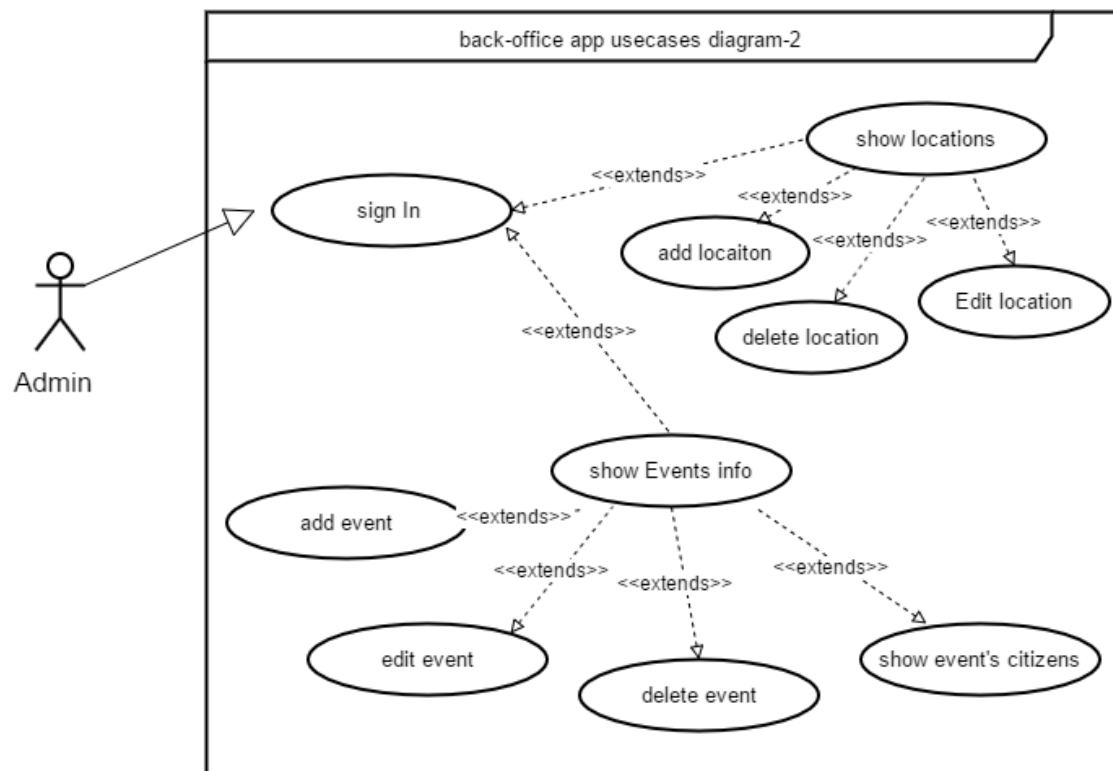 back-office app usecases diagram-2
show locations
<<extends>>
sign In
<<extends>>
<<extends>>
<<extends>>
add locaiton
Edit location
delete location
<<extends>>
Admin
show Events info
add event
<<extends>>
<<extends>>
<<extends>>
<<extends>>
edit event
delete event
show event's citizens